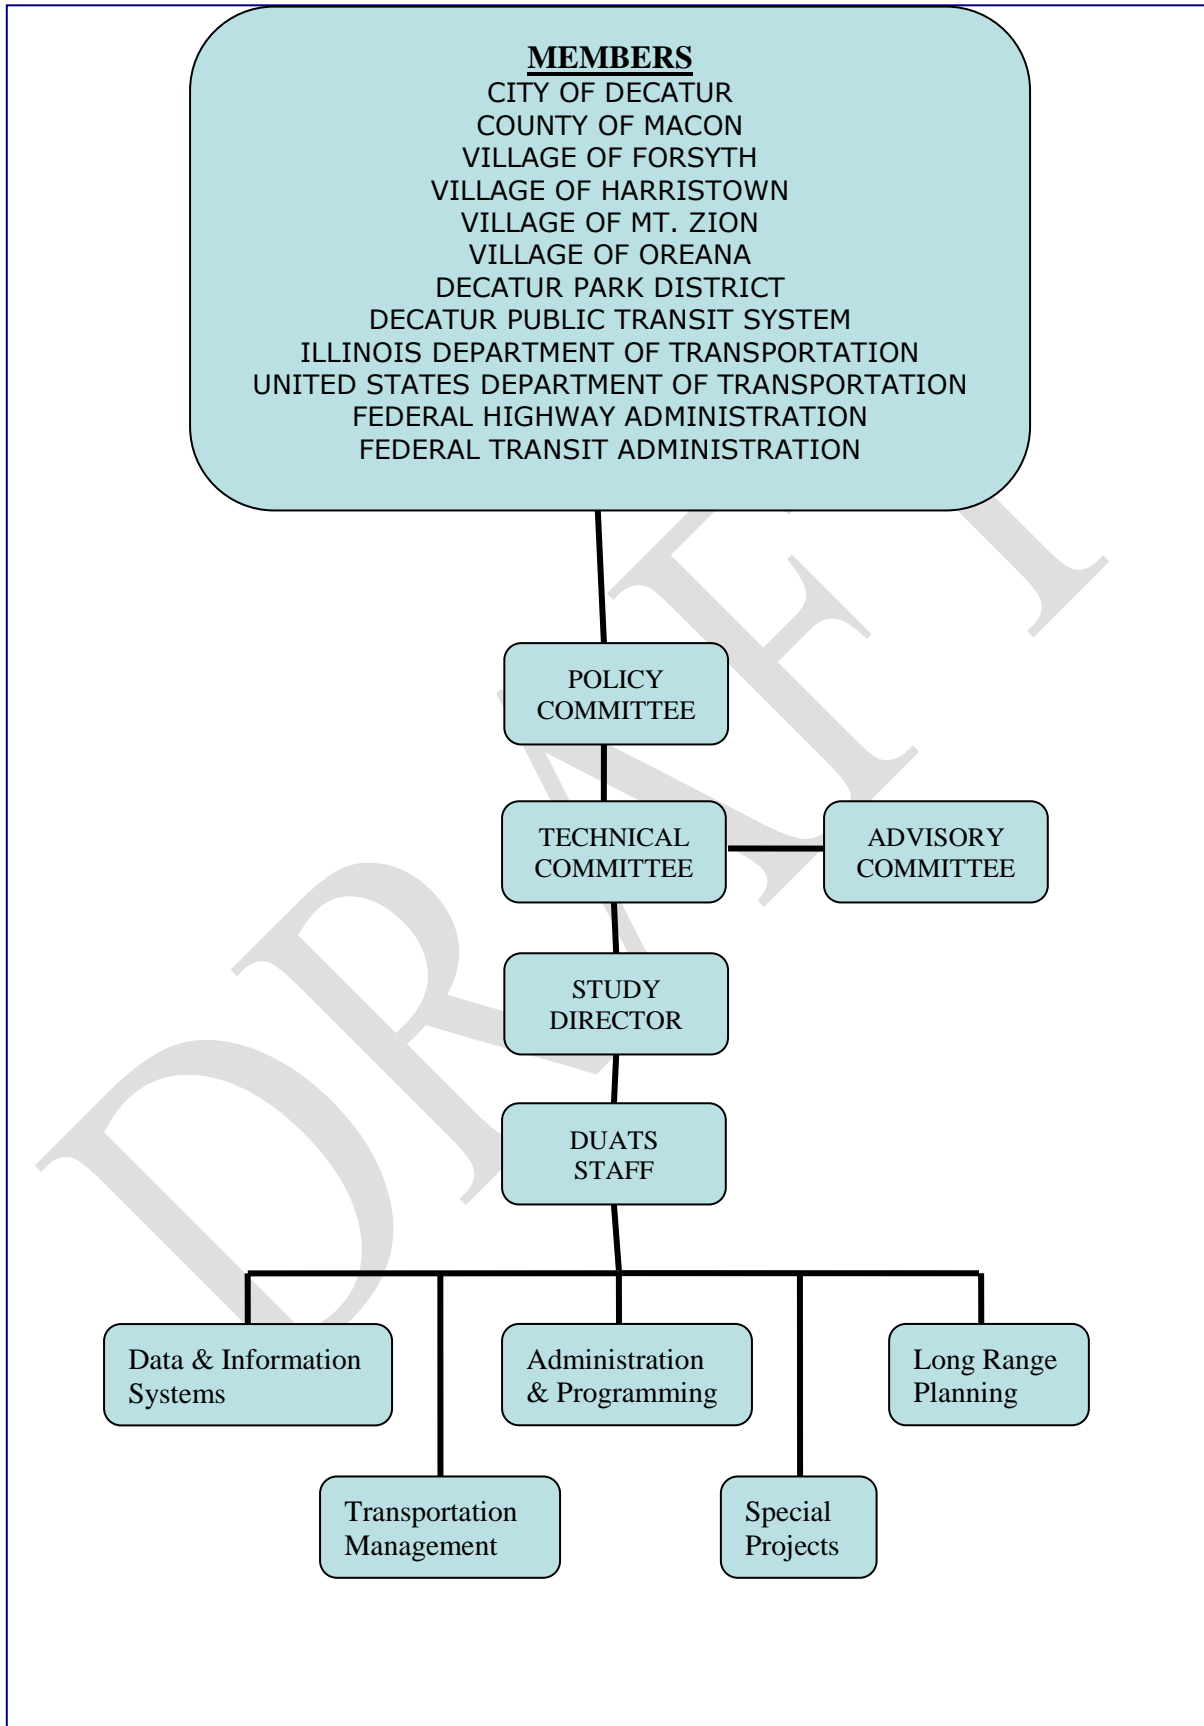 MEMBERS
CITY OF DECATUR
COUNTY OF MACON
VILLAGE OF FORSYTH
VILLAGE OF HARRISTOWN
VILLAGE OF MT. ZION
VILLAGE OF OREANA
DECATUR PARK DISTRICT
DECATUR PUBLIC TRANSIT SYSTEM
ILLINOIS DEPARTMENT OF TRANSPORTATION
UNITED STATES DEPARTMENT OF TRANSPORTATION
FEDERAL HIGHWAY ADMINISTRATION
FEDERAL TRANSIT ADMINISTRATION
POLICY
COMMITTEE
TECHNICAL
COMMITTEE
ADVISORY
COMMITTEE
STUDY
DIRECTOR
DUATS
STAFF
Data & Information
Systems
Administration
& Programming
Long Range
Planning
Transportation
Management
Special
Projects
DRAFT